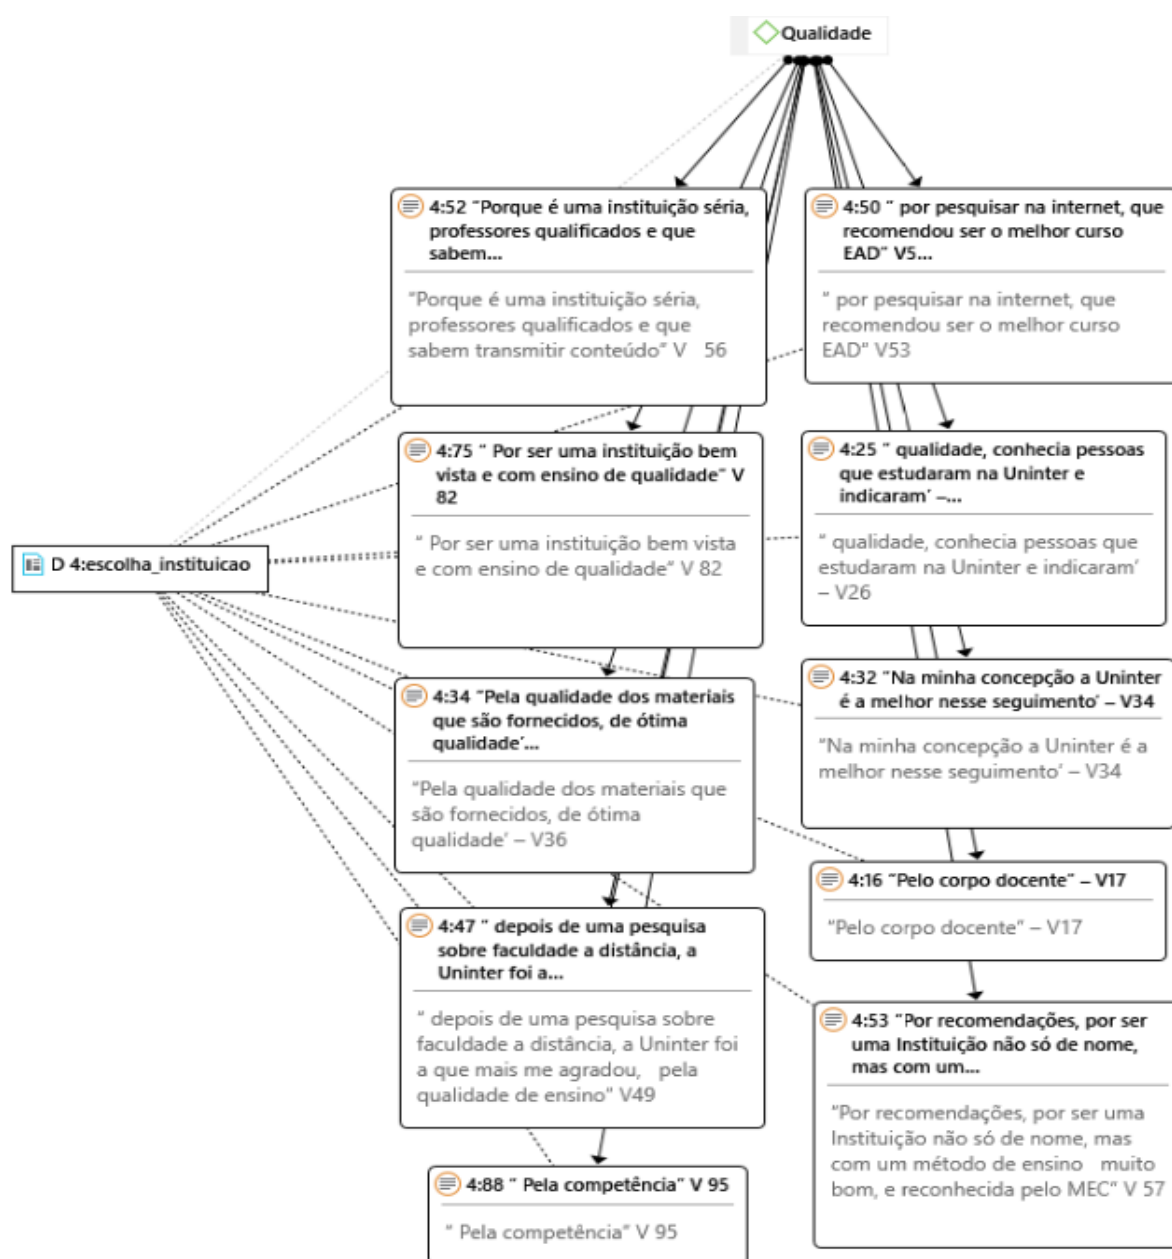 Qualidade
4:52 "Porque é uma instituição séria,
professores qualificados e que
sabem...
"Porque é uma instituição séria,
professores qualificados e que
sabem transmitir conteúdo" V 56
4:50 " por pesquisar na internet, que
recomendou ser o melhor curso
EAD" V5...
" por pesquisar na internet, que
recomendou ser o melhor curso
EAD" V53
4:75 " Por ser uma instituição bem
vista e com ensino de qualidade" V
82
" Por ser uma instituição bem vista
e com ensino de qualidade" V 82
4:25 " qualidade, conhecia pessoas
que estudaram na Uninter e
indicaram' –...
" qualidade, conhecia pessoas que
estudaram na Uninter e indicaram'
– V26
D 4:escolha_instituicao
4:34 "Pela qualidade dos materiais
que são fornecidos, de ótima
qualidade'...
"Pela qualidade dos materiais que
são fornecidos, de ótima
qualidade' – V36
4:32 "Na minha concepção a Uninter
é a melhor nesse seguimento' – V34
"Na minha concepção a Uninter é a
melhor nesse seguimento' – V34
4:16 "Pelo corpo docente" – V17
"Pelo corpo docente" – V17
4:47 " depois de uma pesquisa
sobre faculdade a distância, a
Uninter foi a...
" depois de uma pesquisa sobre
faculdade a distância, a Uninter foi
a que mais me agradou, pela
qualidade de ensino" V49
4:53 "Por recomendações, por ser
uma Instituição não só de nome,
mas com um...
"Por recomendações, por ser uma
Instituição não só de nome, mas
com um método de ensino muito
bom, e reconhecida pelo MEC" V 57
4:88 " Pela competência" V 95
" Pela competência" V 95